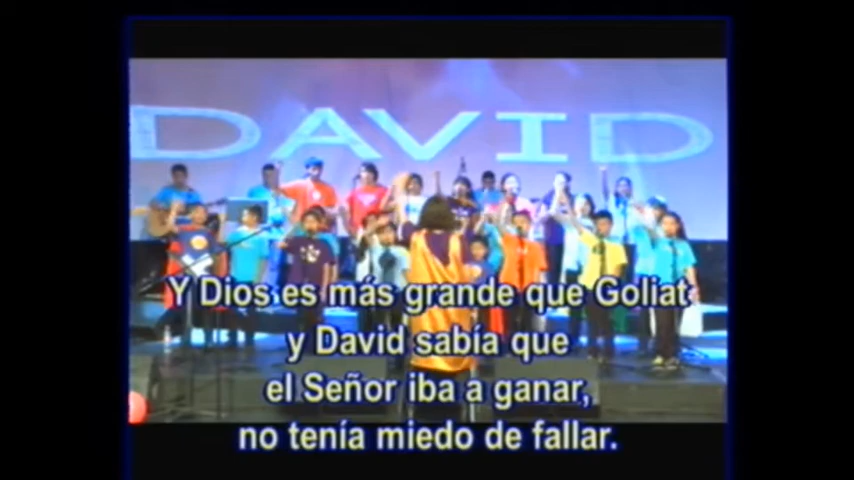 DAVID
Y Dios es más grande que Goliat
y David sabía que
el Señor iba a ganar,
no tenía miedo de fallar.